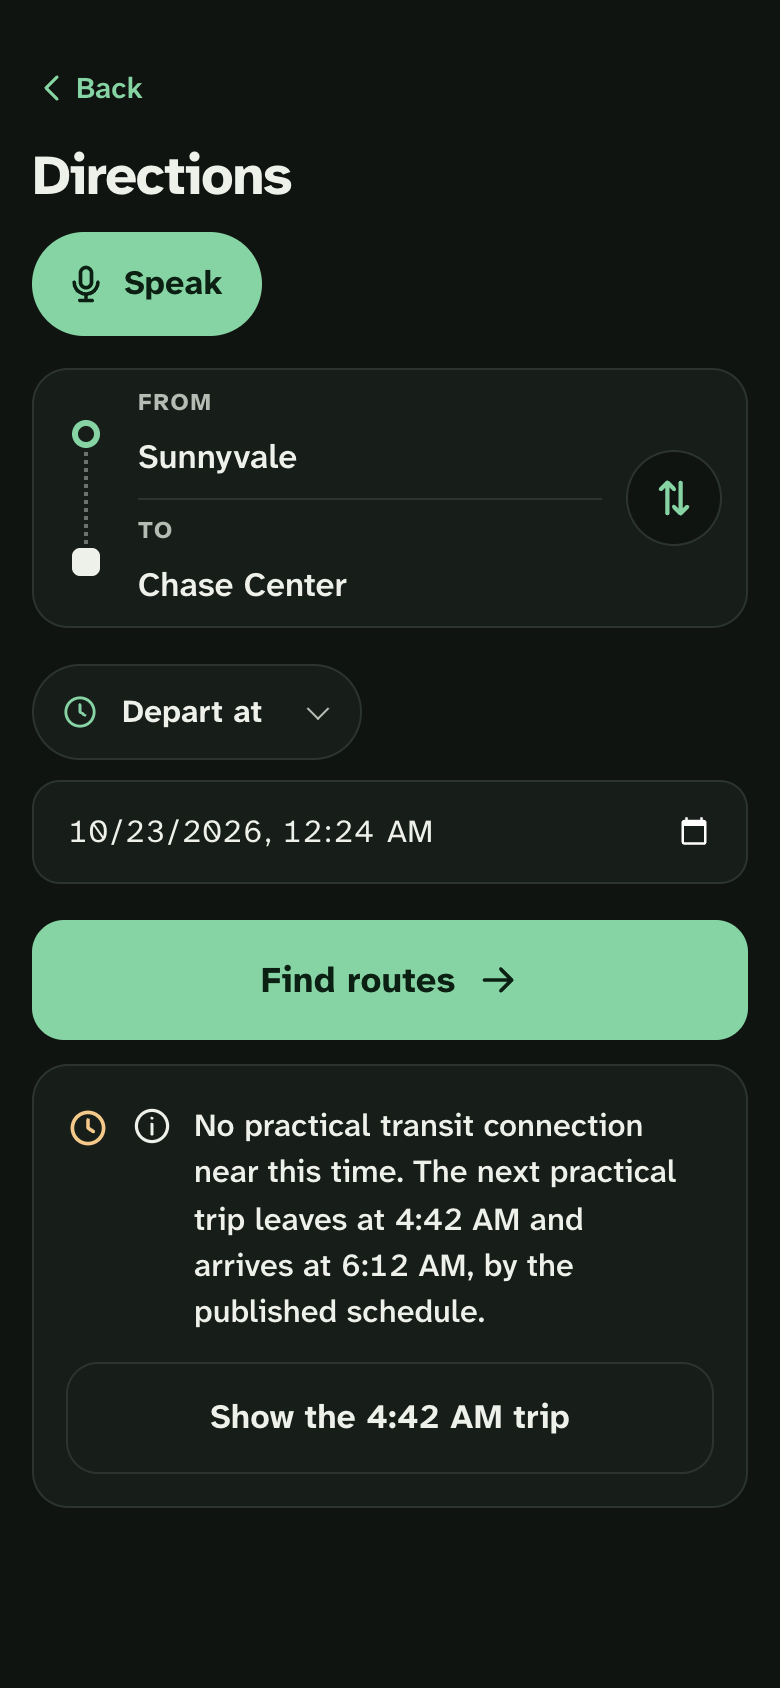 Back
Directions
Speak
FROM
Sunnyvale
TO
Chase Center
Depart at
10/23/2026, 12:24 AM
Find routes
No practical transit connection
near this time. The next practical
trip leaves at 4:42 AM and
arrives at 6:12 AM, by the
published schedule.
Show the 4:42 AM trip